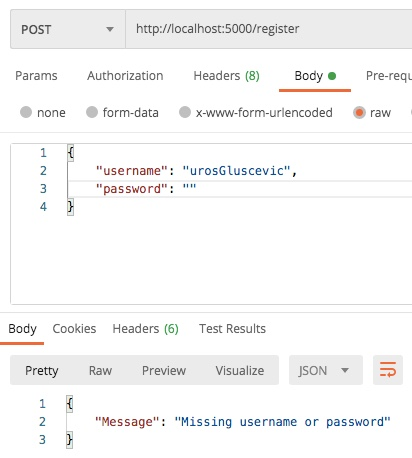 POST http://localhost:5000/register
Params Authorization Headers (8) Body Pre-requ
none form-data x-www-form-urlencoded raw
1 {
2 "username": "urosGluscevic",
3 "password": ""
4 }
Body Cookies Headers (6) Test Results
Pretty Raw Preview Visualize JSON
1 {
2 "Message": "Missing username or password"
3 }